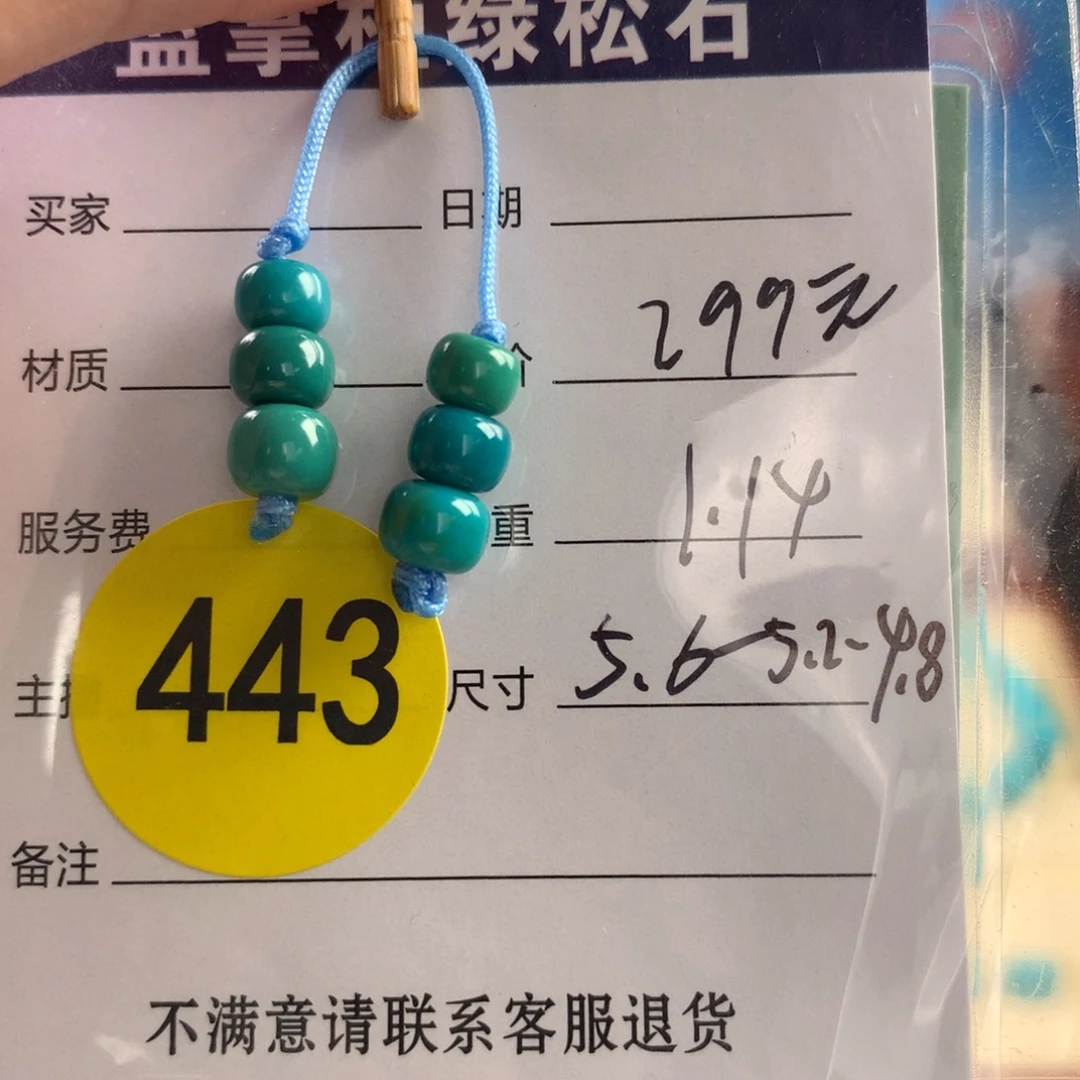 绿松石
买家 日期
材质 价 299元
服务费 重 1.14
主 尺寸 5.6-5.2-4.8
443
备注
不满意请联系客服退货